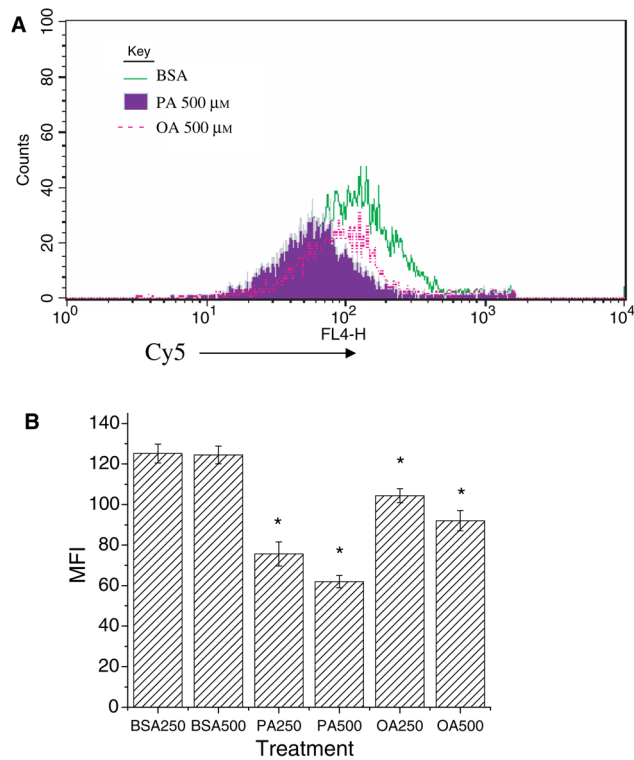 A
Key
BSA
PA 500 μM
OA 500 μM
Counts
100
80
60
40
20
0
10⁰ 10¹ 10² 10³ 10⁴
FL4-H
Cy5
B
MFI
140
120
100
80
60
40
20
0
* * * *
BSA250 BSA500 PA250 PA500 OA250 OA500
Treatment